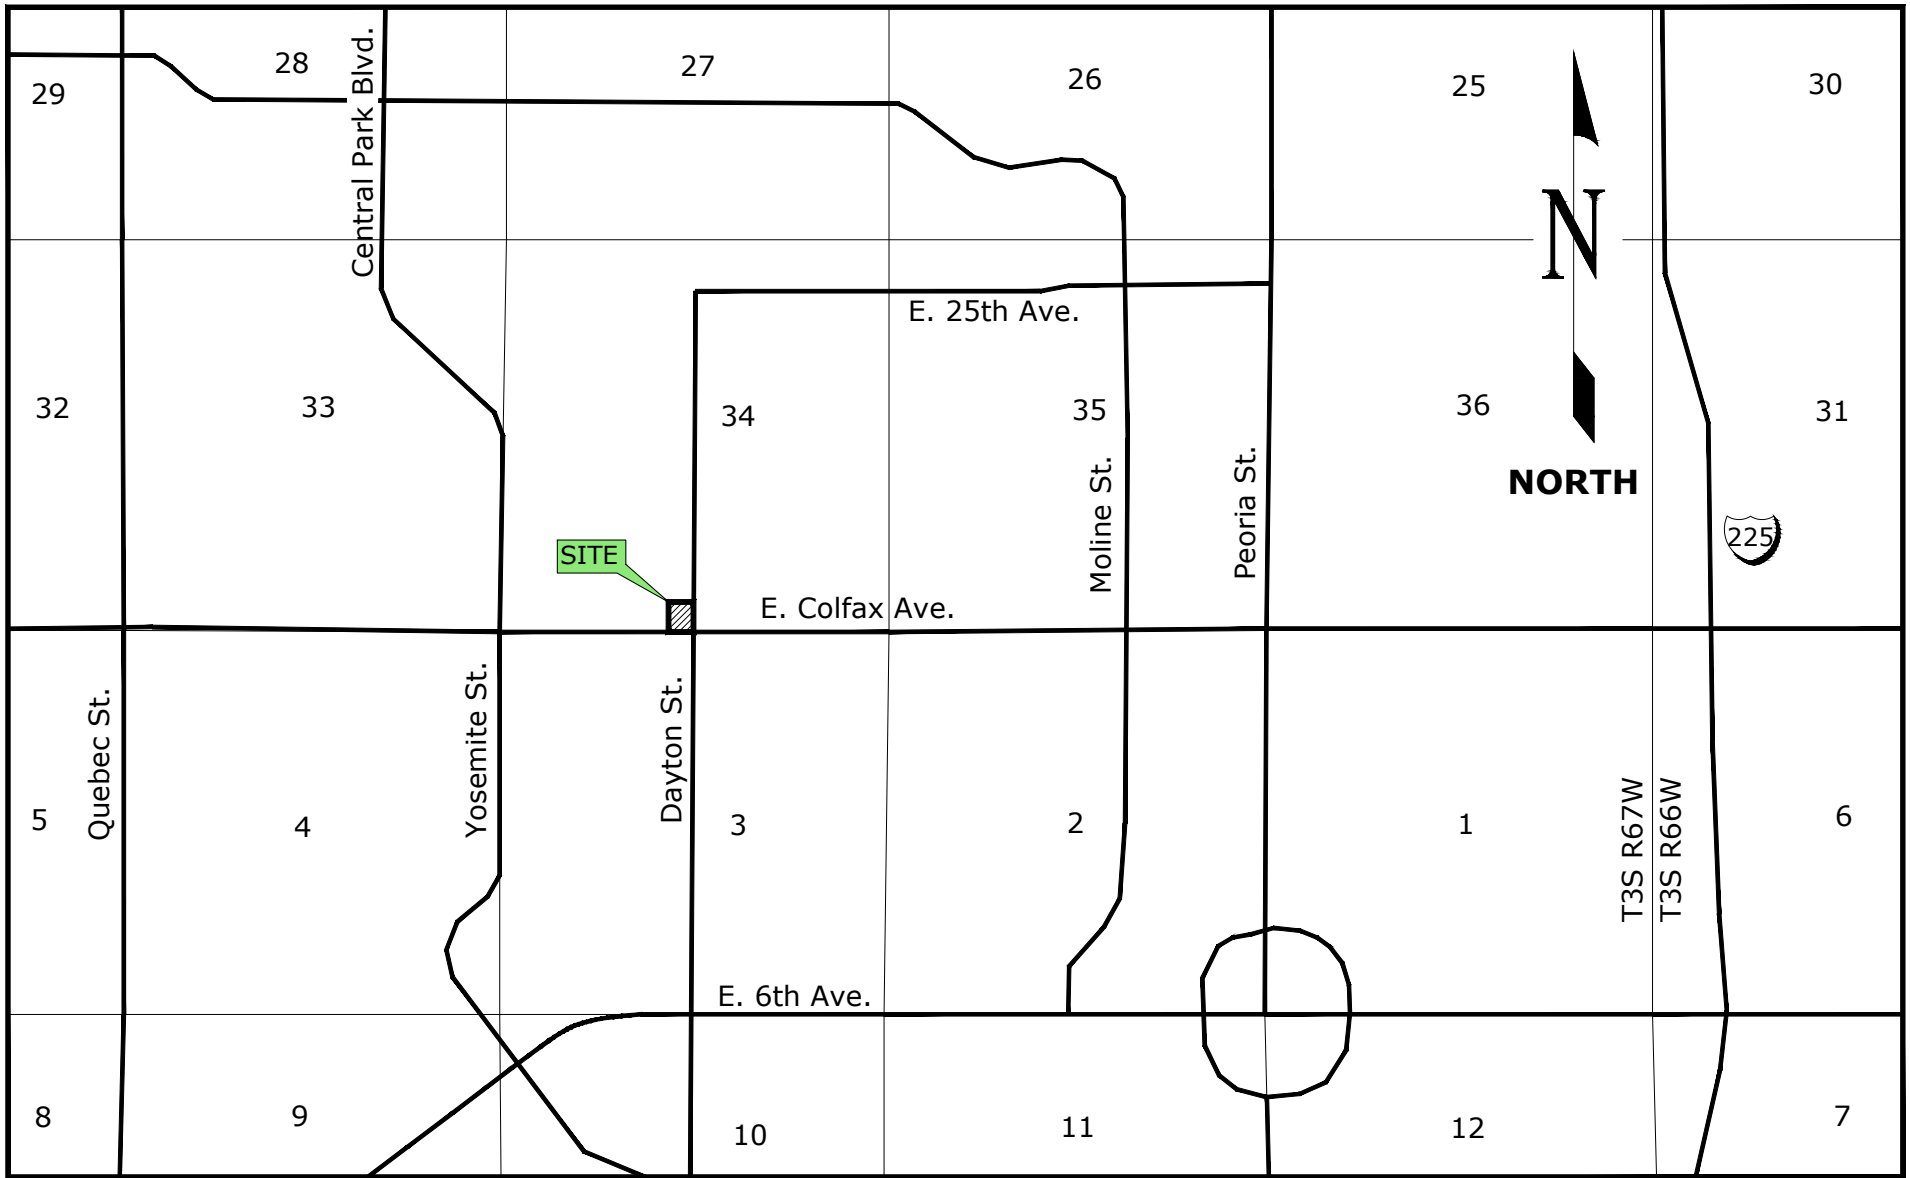 28
27
26
25
30
29
Central Park Blvd.
N
E. 25th Ave.
32
33
34
35
36
31
NORTH
Moline St.
Peoria St.
225
SITE
E. Colfax Ave.
Quebec St.
Yosemite St.
Dayton St.
5
4
3
2
1
6
T3S R67W
T3S R66W
E. 6th Ave.
8
9
10
11
12
7